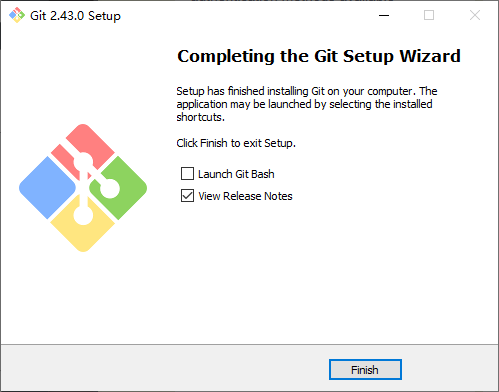 Git 2.43.0 Setup
Completing the Git Setup Wizard
Setup has finished installing Git on your computer. The
application may be launched by selecting the installed
shortcuts.
Click Finish to exit Setup.
Launch Git Bash
View Release Notes
Finish